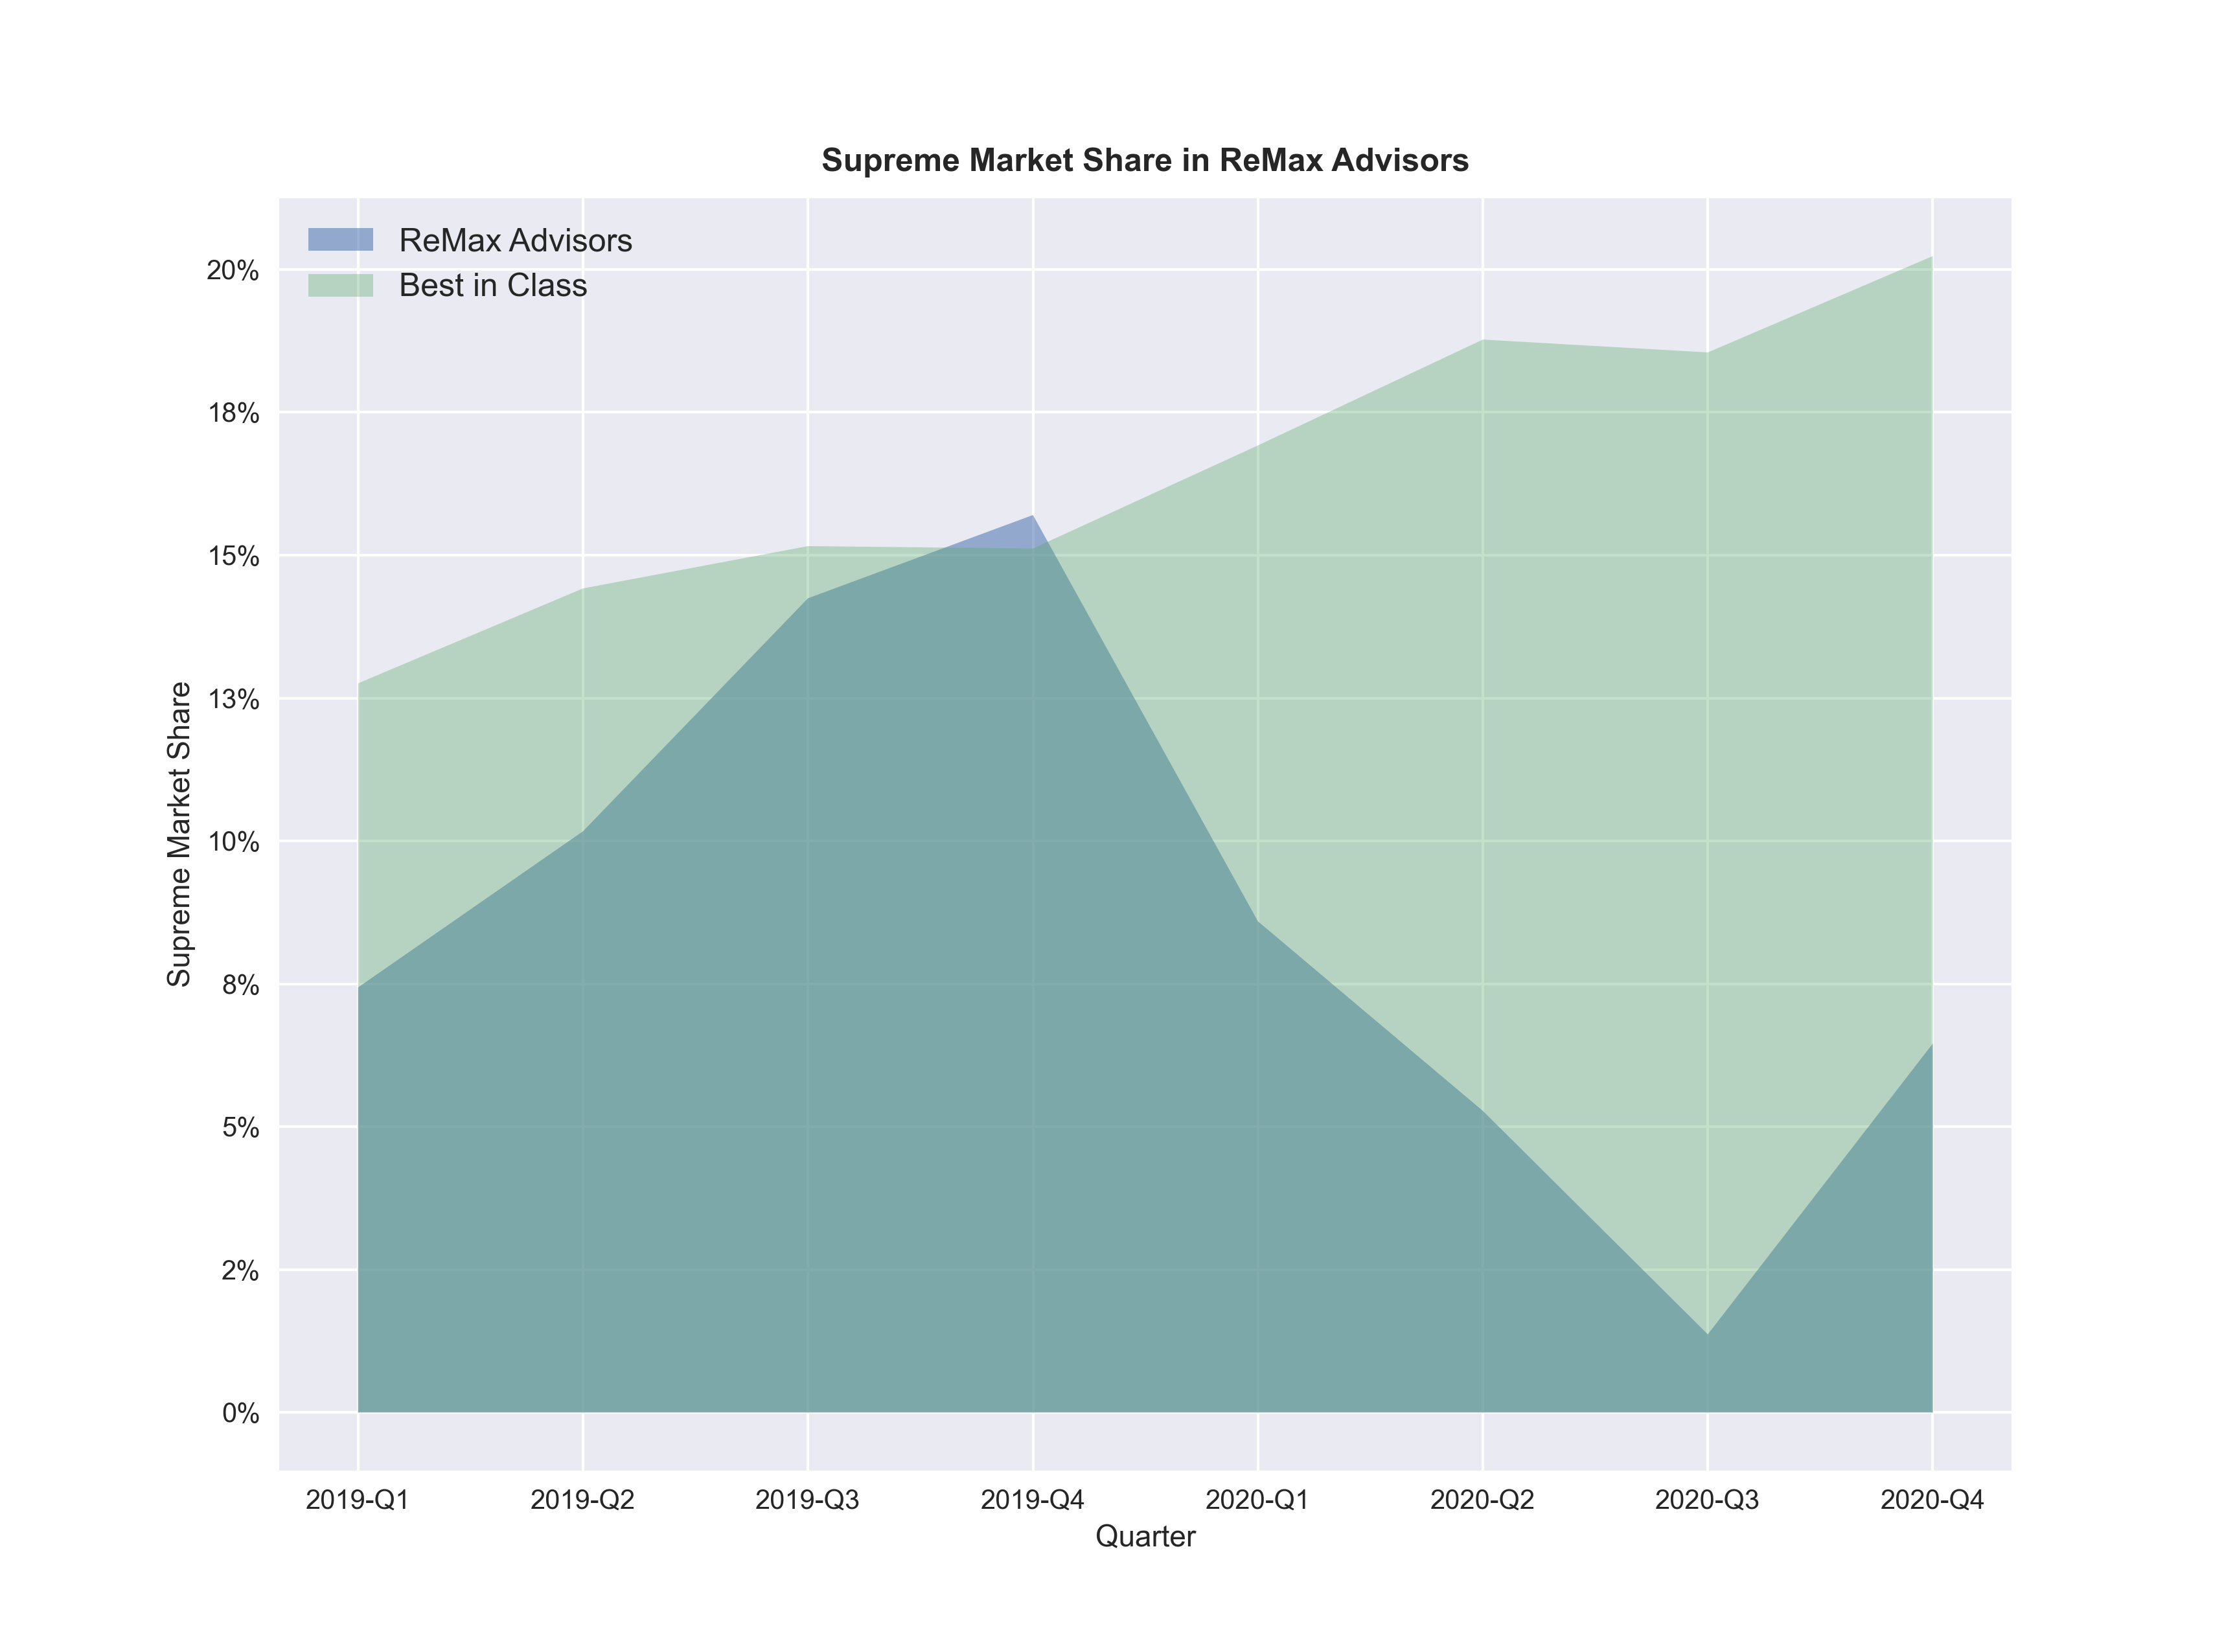 Supreme Market Share in ReMax Advisors
ReMax Advisors
Best in Class
20%
18%
15%
13%
10%
8%
5%
2%
0%
Supreme Market Share
2019-Q1 2019-Q2 2019-Q3 2019-Q4 2020-Q1 2020-Q2 2020-Q3 2020-Q4
Quarter